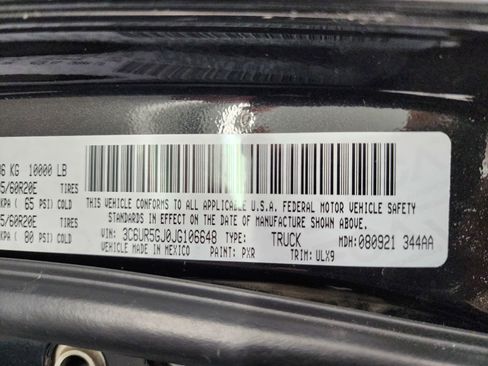 KG 10000 LB
5/60R20E TIRES
KPA ( 65 PSI) COLD
5/60R20E TIRES
KPA ( 80 PSI) COLD
THIS VEHICLE CONFORMS TO ALL APPLICABLE U.S.A. FEDERAL MOTOR VEHICLE SAFETY
STANDARDS IN EFFECT ON THE DATE OF MANUFACTURE SHOWN ABOVE.
VIN: 3C6UR5GJ0JG106648 TYPE: TRUCK MDH: 080921 344AA
VEHICLE MADE IN MEXICO PAINT: PXR TRIM: ULX9